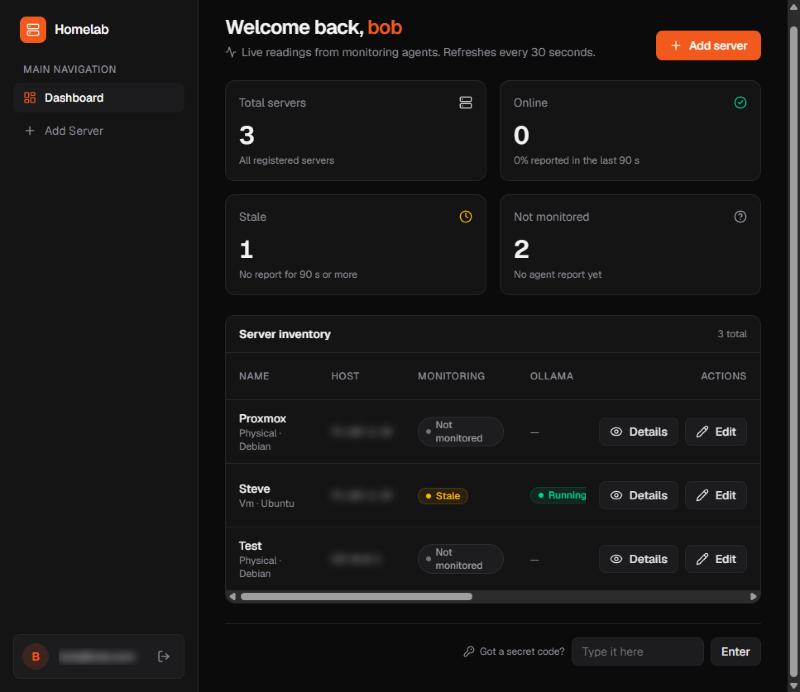 Homelab
MAIN NAVIGATION
Dashboard
Add Server
B
Welcome back, bob
Live readings from monitoring agents. Refreshes every 30 seconds.
Add server
Total servers
3
All registered servers
Online
0
0% reported in the last 90 s
Stale
1
No report for 90 s or more
Not monitored
2
No agent report yet
Server inventory
3 total
NAME HOST MONITORING OLLAMA ACTIONS
Proxmox
Physical ·
Debian
Not
monitored
—
Details
Edit
Steve
Vm · Ubuntu
Stale
Running
Details
Edit
Test
Physical ·
Debian
Not
monitored
—
Details
Edit
Got a secret code?
Type it here
Enter